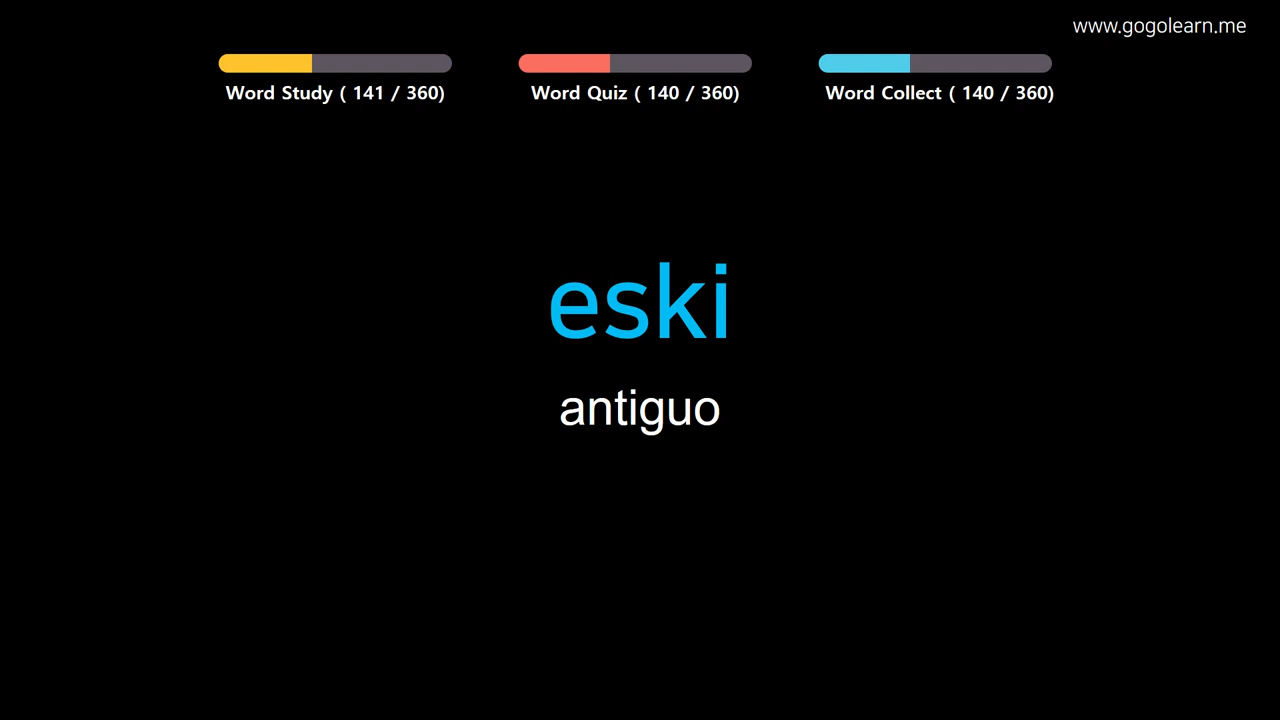 www.gogolearn.me
Word Study ( 141 / 360)
Word Quiz ( 140 / 360)
Word Collect ( 140 / 360)
eski
antiguo